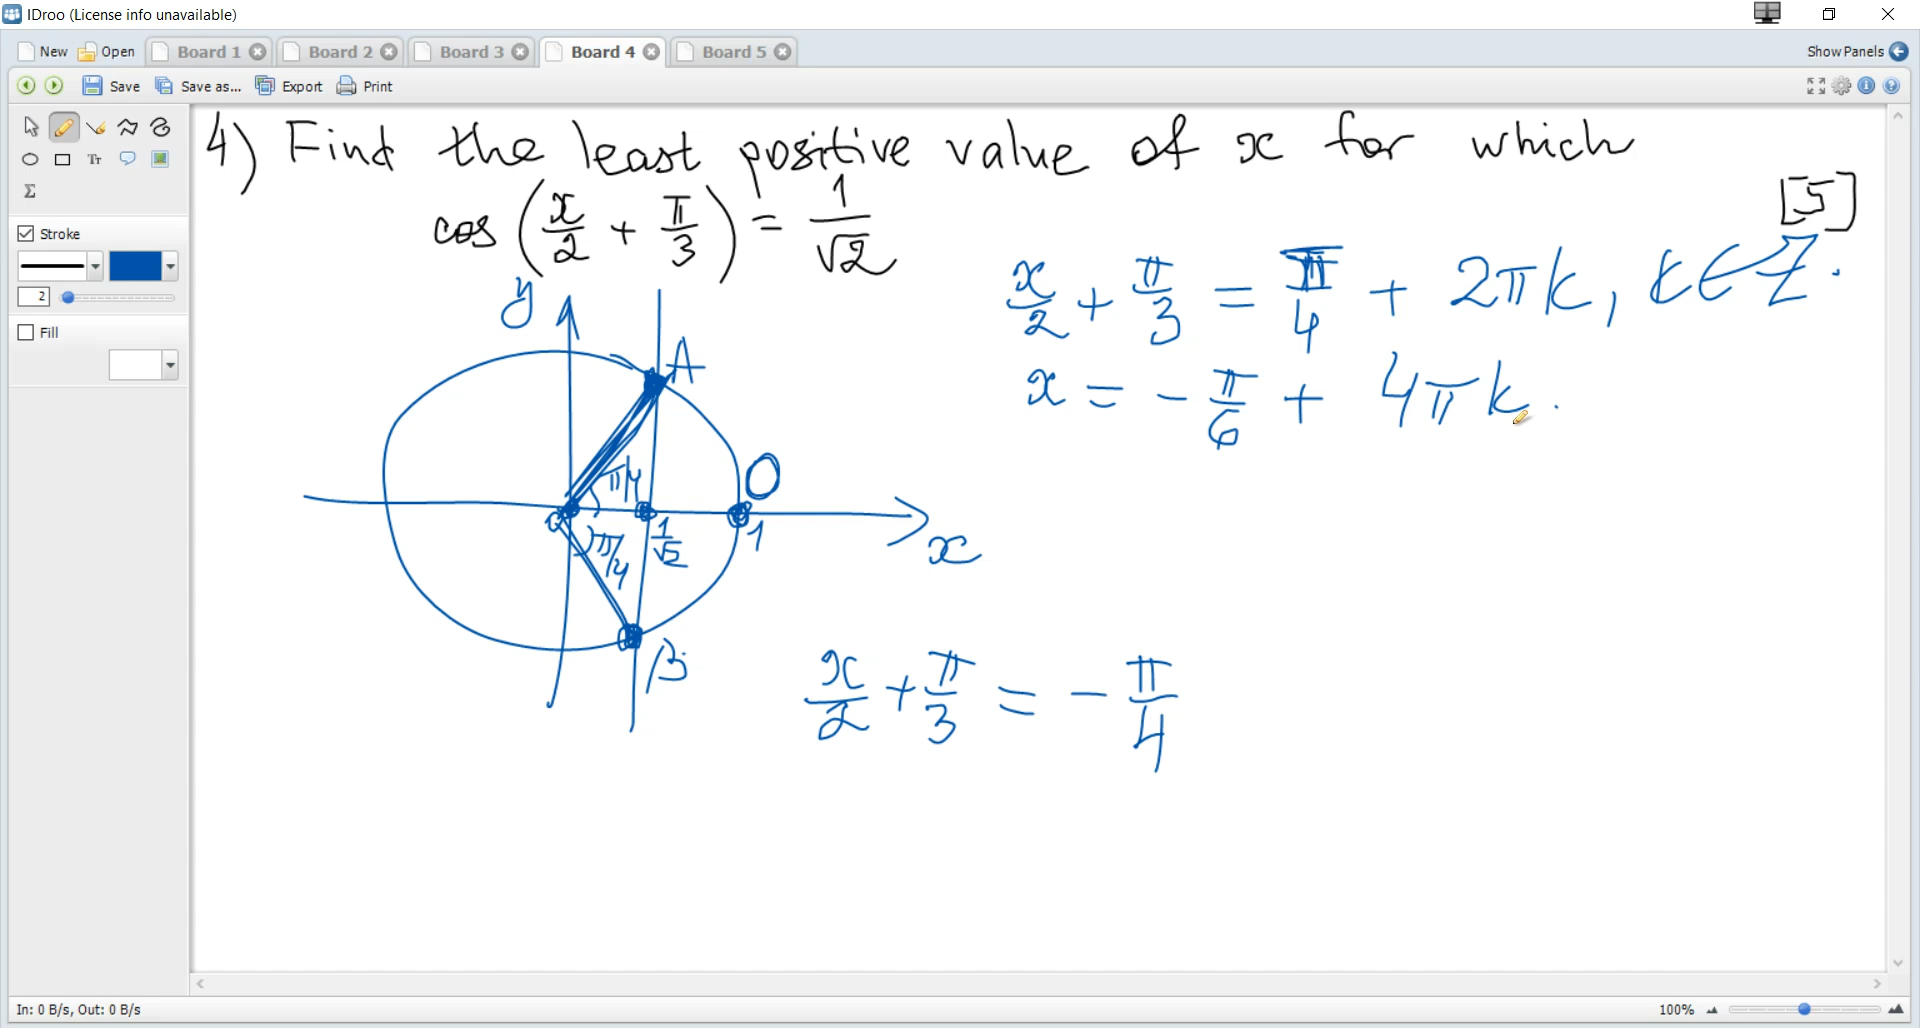 IDroo (License info unavailable)
New Open Board 1 Board 2 Board 3 Board 4 Board 5 Show Panels
Save Save as... Export Print
Tr
Σ
Stroke
2
Fill
4) Find the least positive value of x for which
cos (x/2 + π/3) = 1/√2 [5]
x/2 + π/3 = π/4 + 2πk, k∈Z.
x = - π/6 + 4πk.
y
A
π/4
0
O
π/4
1/√2
1
x
B
x/2 + π/3 = - π/4
In: 0 B/s, Out: 0 B/s 100%